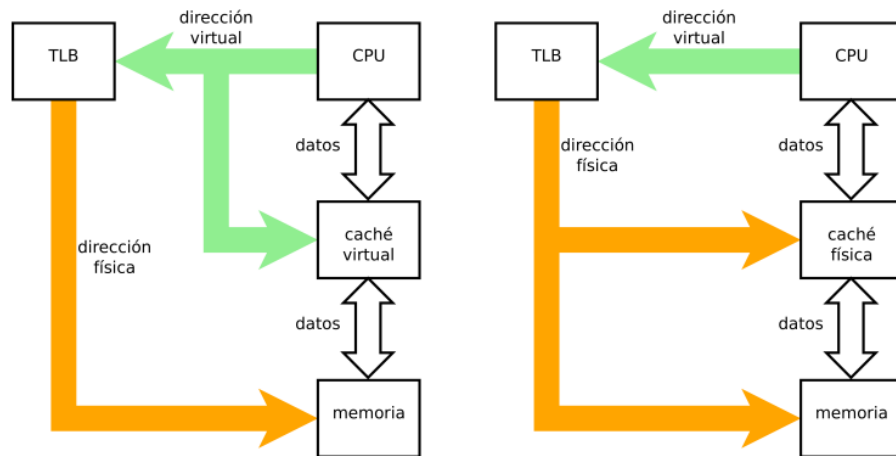 dirección
virtual
TLB
CPU
datos
caché
virtual
dirección
física
datos
memoria
dirección
virtual
TLB
CPU
dirección
física
datos
caché
física
datos
memoria